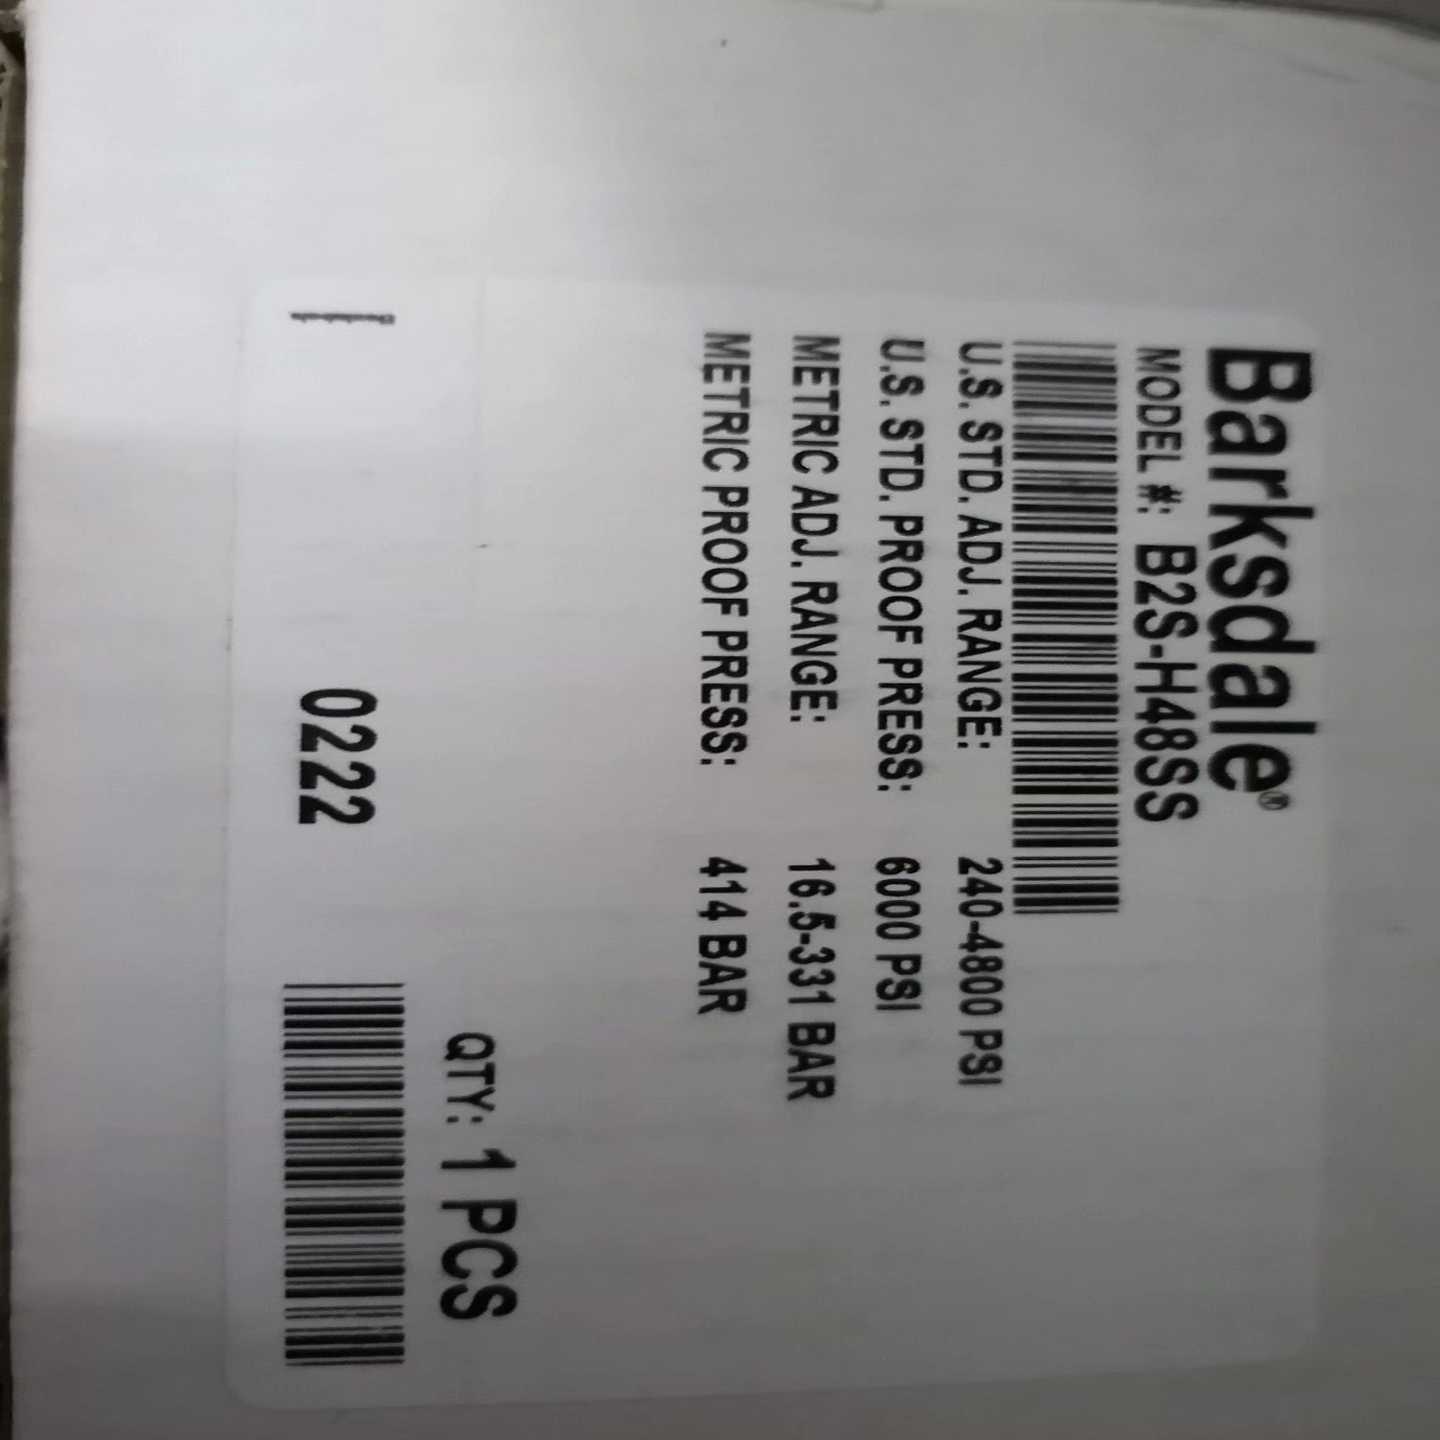 Barksdale®
MODEL #: B2S-H48SS
U.S. STD. ADJ. RANGE: 240-4800 PSI
U.S. STD. PROOF PRESS: 6000 PSI
METRIC ADJ. RANGE: 16.5-331 BAR
METRIC PROOF PRESS: 414 BAR
QTY: 1 PCS
0222